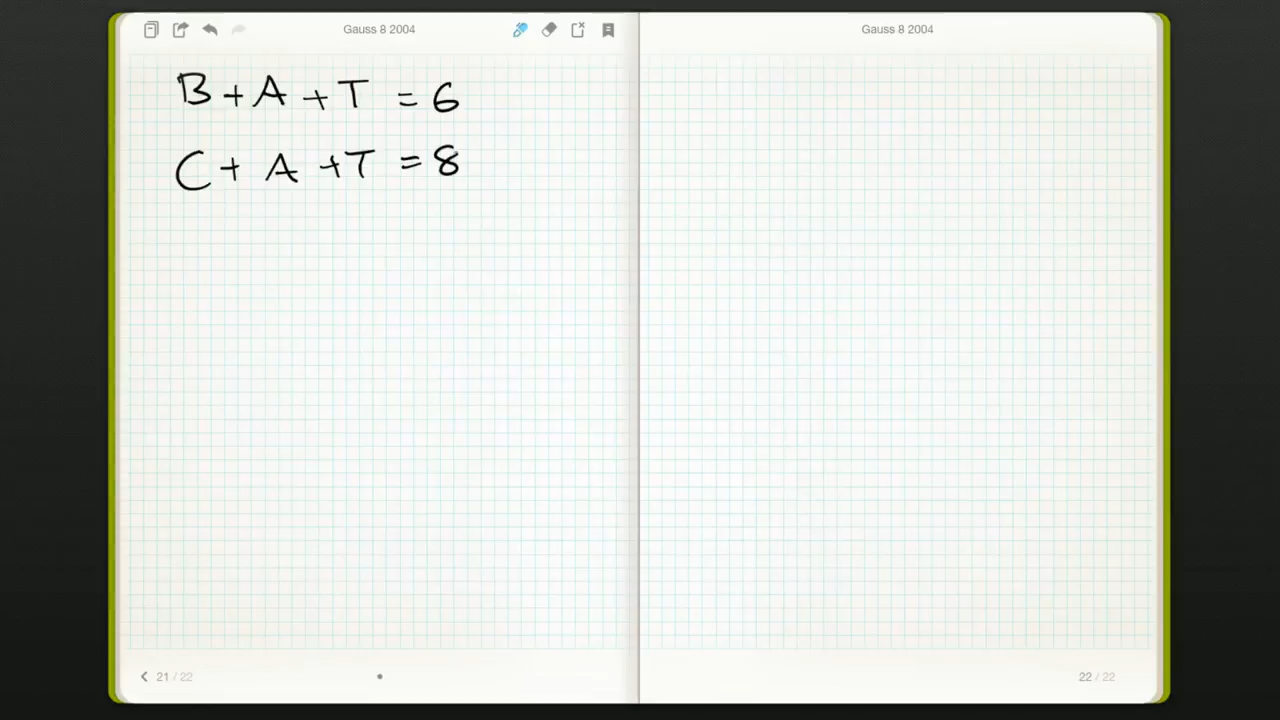 Gauss 8 2004
Gauss 8 2004
B + A + T = 6
C + A + T = 8
21 / 22
22 / 22